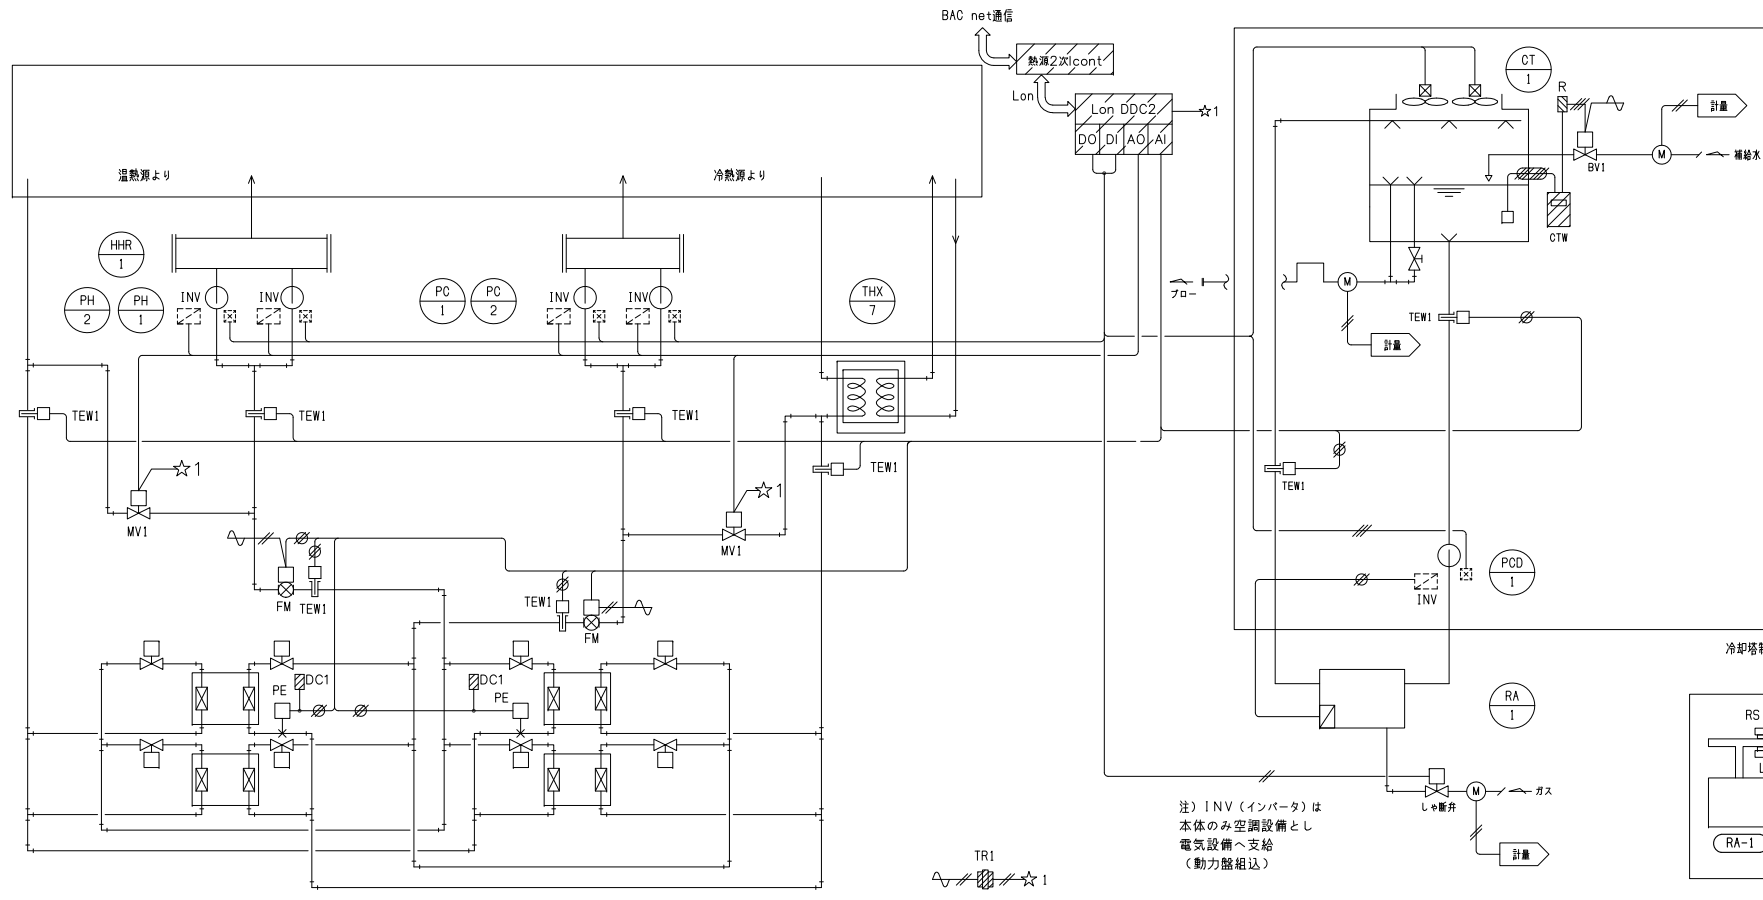 BAC net通信
熱源2次Icont
Lon
Lon DDC2
☆1
DO DI AO AI
CT
1
R
計量
M
補給水
BV1
CTW
温熱源より
冷熱源より
HHR
1
PH
2
PH
1
INV
INV
PC
1
PC
2
INV
INV
THX
7
ブロー
M
計量
TEW1
TEW1
TEW1
TEW1
TEW1
TEW1
☆1
☆1
MV1
MV1
FM
TEW1
TEW1
FM
PCD
1
INV
冷却塔
PE
DC1
DC1
PE
RA
1
RS
L
しゃ断弁
M
ガス
計量
RA-1
注）INV（インバータ）は
本体のみ空調設備とし
電気設備へ支給
（動力盤組込）
TR1
☆1